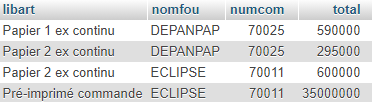 libart nomfou numcom total
Papier 1 ex continu DEPANPAP 70025 590000
Papier 2 ex continu DEPANPAP 70025 295000
Papier 2 ex continu ECLIPSE 70011 600000
Pré-imprimé commande ECLIPSE 70011 35000000